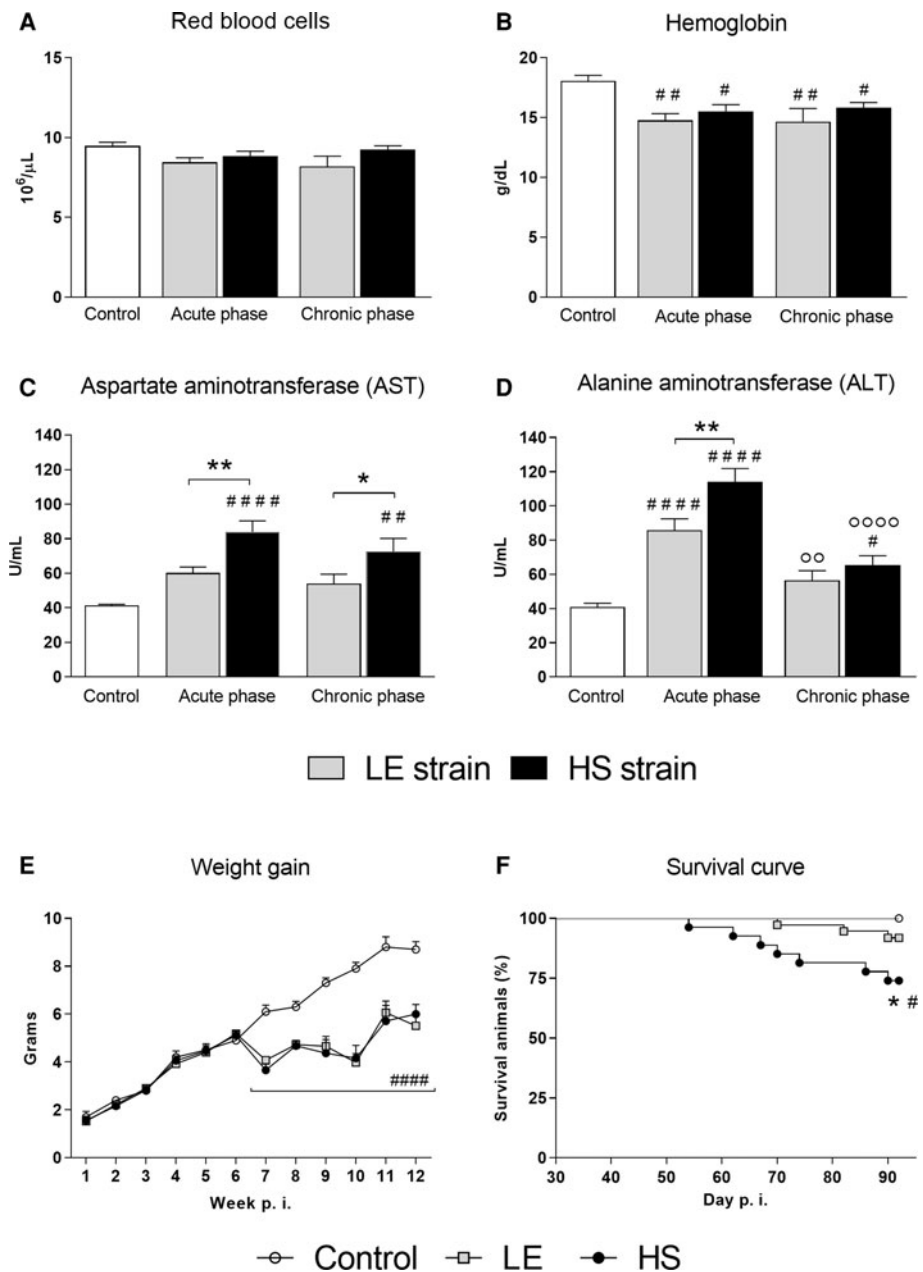 A Red blood cells
15
10
5
0
10⁶/µL
Control Acute phase Chronic phase
B Hemoglobin
20
15
10
5
0
g/dL
# # # # # #
Control Acute phase Chronic phase
C Aspartate aminotransferase (AST)
140
120
100
80
60
40
20
0
U/mL
** *
# # # # # #
Control Acute phase Chronic phase
D Alanine aminotransferase (ALT)
140
120
100
80
60
40
20
0
U/mL
**
# # # #
# # # #
○○○○
○○ #
Control Acute phase Chronic phase
LE strain HS strain
E Weight gain
10
8
6
4
2
0
Grams
####
1 2 3 4 5 6 7 8 9 10 11 12
Week p. i.
F Survival curve
100
75
50
25
0
Survival animals (%)
* #
30 40 50 60 70 80 90
Day p. i.
Control LE HS